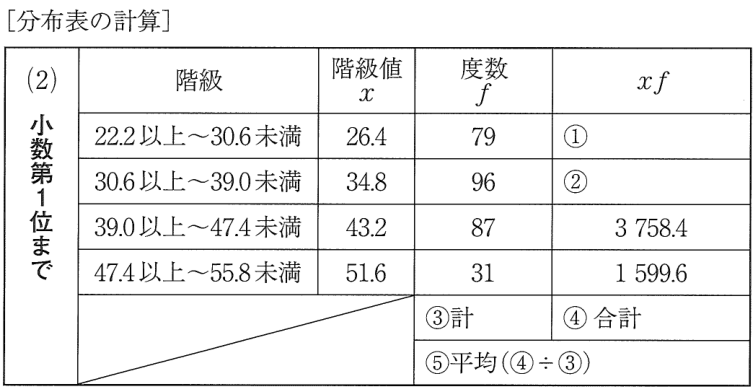 ［分布表の計算］
(2) 小数第1位まで
階級 階級値 x 度数 f xf
22.2以上～30.6未満 26.4 79 ①
30.6以上～39.0未満 34.8 96 ②
39.0以上～47.4未満 43.2 87 3 758.4
47.4以上～55.8未満 51.6 31 1 599.6
③計 ④合計
⑤平均(④÷③)